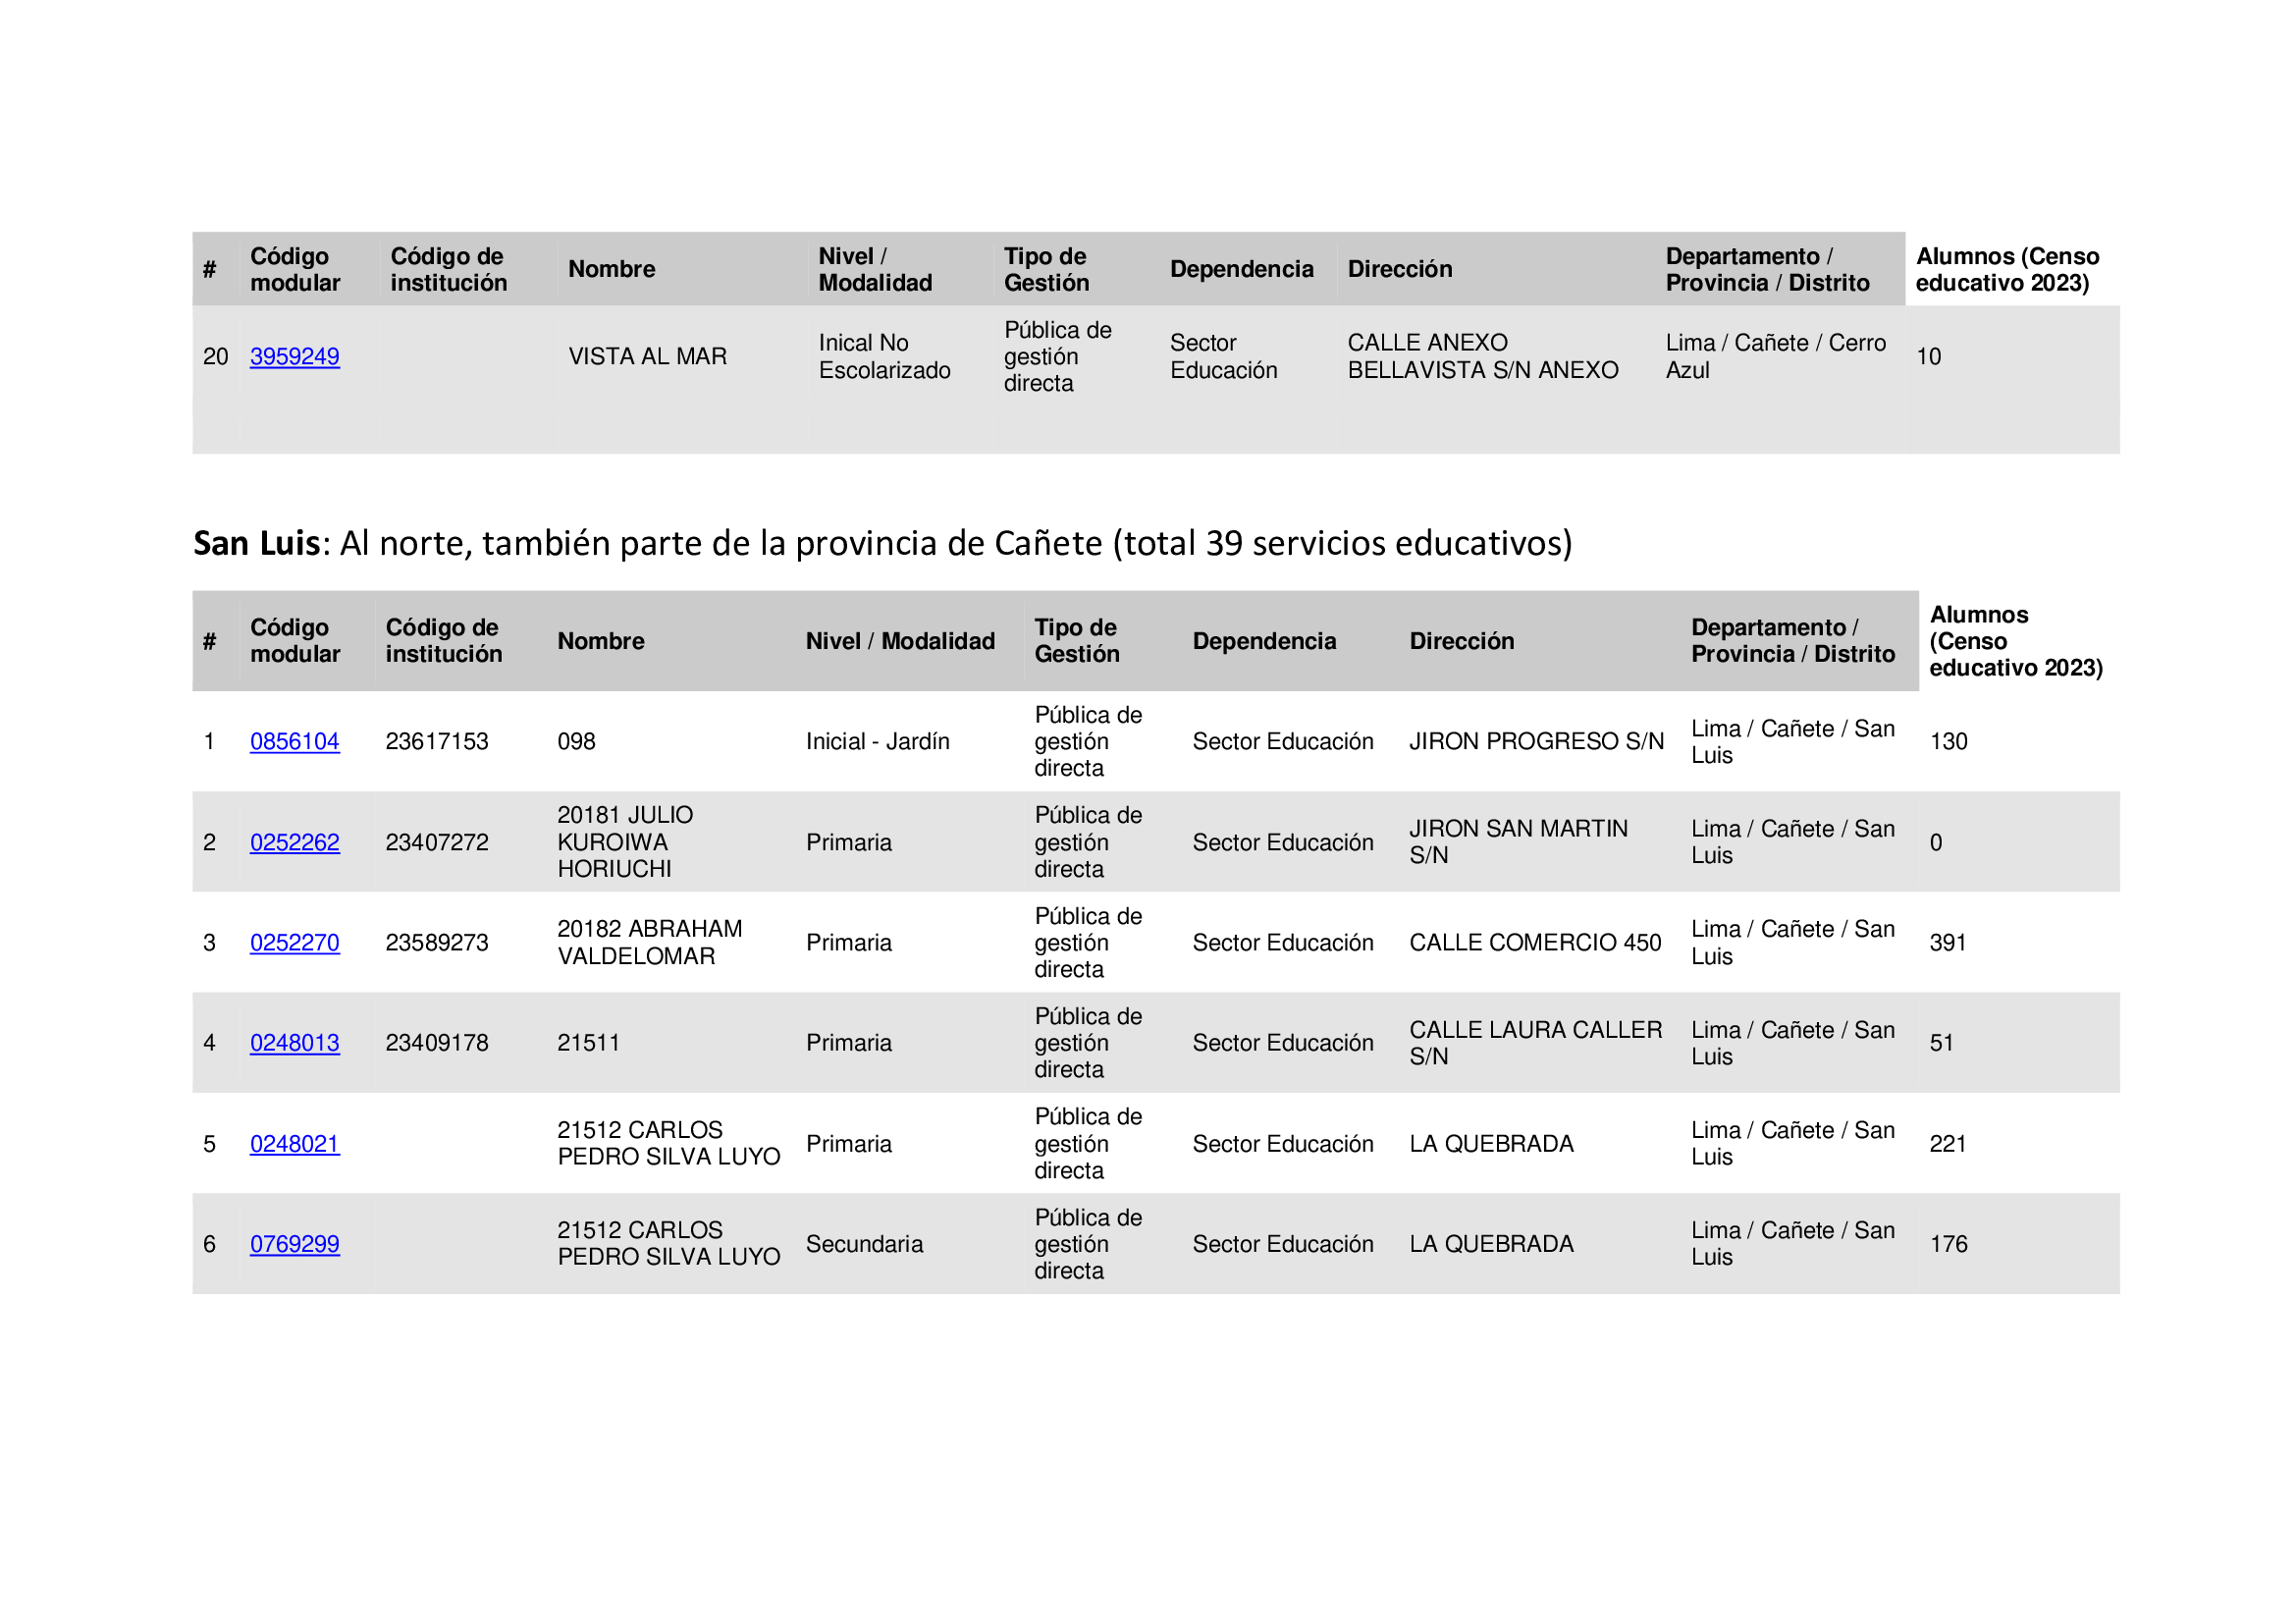 # Código modular Código de institución Nombre Nivel / Modalidad Tipo de Gestión Dependencia Dirección Departamento / Provincia / Distrito Alumnos (Censo educativo 2023)
20 3959249 VISTA AL MAR Inical No Escolarizado Pública de gestión directa Sector Educación CALLE ANEXO BELLAVISTA S/N ANEXO Lima / Cañete / Cerro Azul 10
San Luis: Al norte, también parte de la provincia de Cañete (total 39 servicios educativos)
# Código modular Código de institución Nombre Nivel / Modalidad Tipo de Gestión Dependencia Dirección Departamento / Provincia / Distrito Alumnos (Censo educativo 2023)
1 0856104 23617153 098 Inicial - Jardín Pública de gestión directa Sector Educación JIRON PROGRESO S/N Lima / Cañete / San Luis 130
2 0252262 23407272 20181 JULIO KUROIWA HORIUCHI Primaria Pública de gestión directa Sector Educación JIRON SAN MARTIN S/N Lima / Cañete / San Luis 0
3 0252270 23589273 20182 ABRAHAM VALDELOMAR Primaria Pública de gestión directa Sector Educación CALLE COMERCIO 450 Lima / Cañete / San Luis 391
4 0248013 23409178 21511 Primaria Pública de gestión directa Sector Educación CALLE LAURA CALLER S/N Lima / Cañete / San Luis 51
5 0248021 21512 CARLOS PEDRO SILVA LUYO Primaria Pública de gestión directa Sector Educación LA QUEBRADA Lima / Cañete / San Luis 221
6 0769299 21512 CARLOS PEDRO SILVA LUYO Secundaria Pública de gestión directa Sector Educación LA QUEBRADA Lima / Cañete / San Luis 176